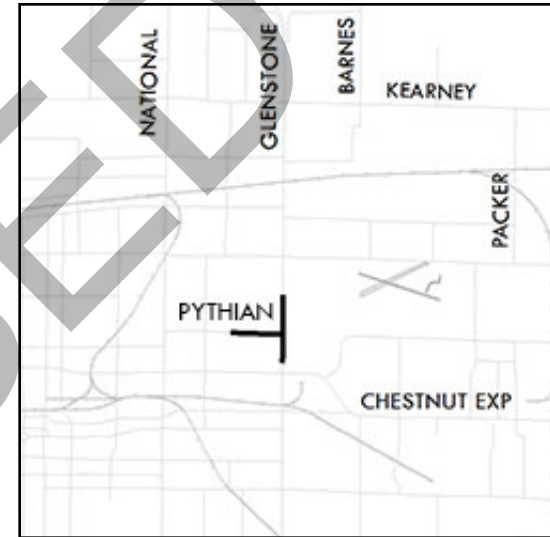 NATIONAL
GLENSTONE
BARNES
KEARNEY
PACKER
PYTHIAN
CHESTNUT EXP